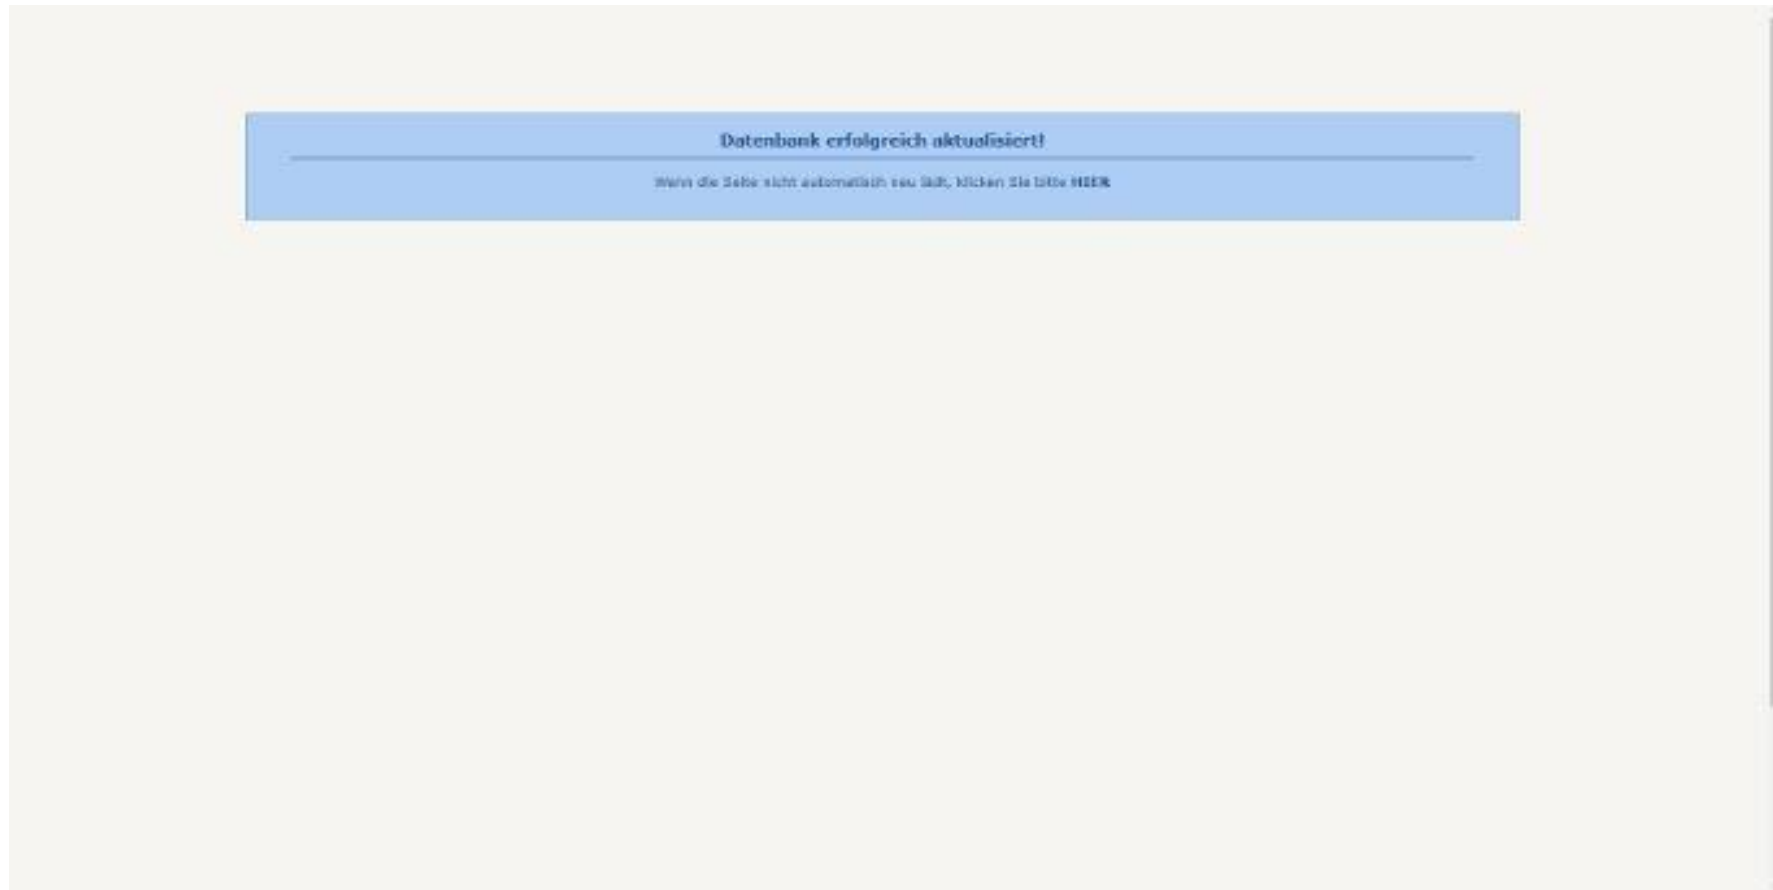 Datenbank erfolgreich aktualisiert!
Wenn die Seite nicht automatisch neu lädt, klicken Sie bitte HIER